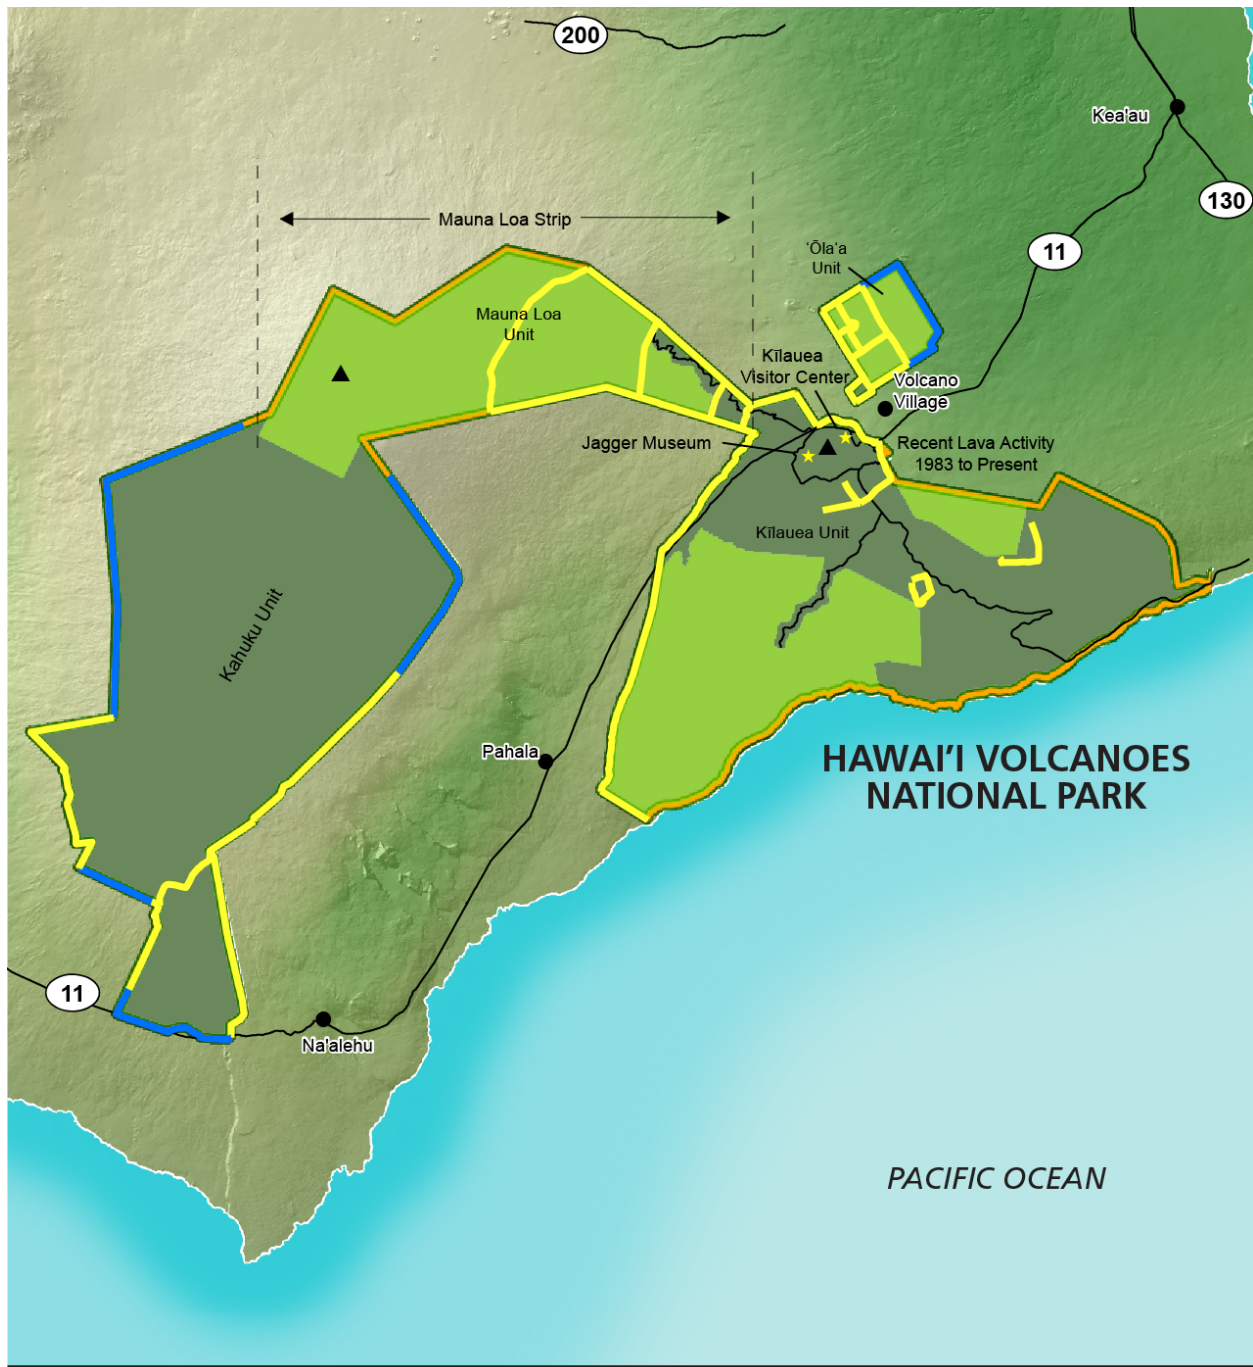 200
Kea'au
130
Mauna Loa Strip
11
ʻŌlaʻa
Unit
Mauna Loa
Unit
Kīlauea
Visitor Center
Volcano
Village
Jagger Museum
Recent Lava Activity
1983 to Present
Kīlauea Unit
Kahuku Unit
Pahala
HAWAI'I VOLCANOES
NATIONAL PARK
11
Na'alehu
PACIFIC OCEAN